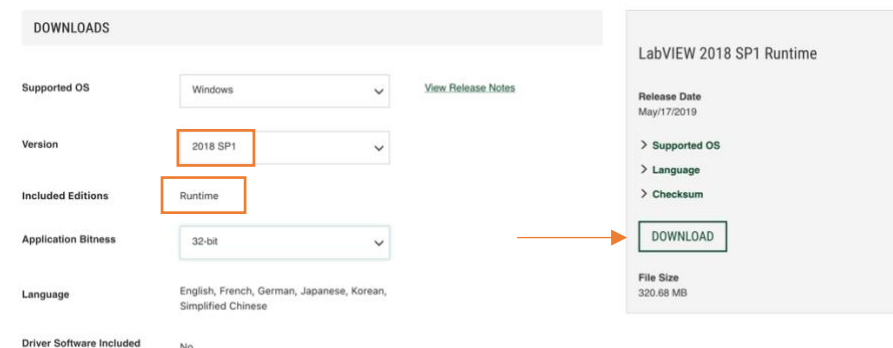 DOWNLOADS
Supported OS
Windows
View Release Notes
Version
2018 SP1
Included Editions
Runtime
Application Bitness
32-bit
Language
English, French, German, Japanese, Korean,
Simplified Chinese
Driver Software Included
No
LabVIEW 2018 SP1 Runtime
Release Date
May/17/2019
Supported OS
Language
Checksum
DOWNLOAD
File Size
320.68 MB